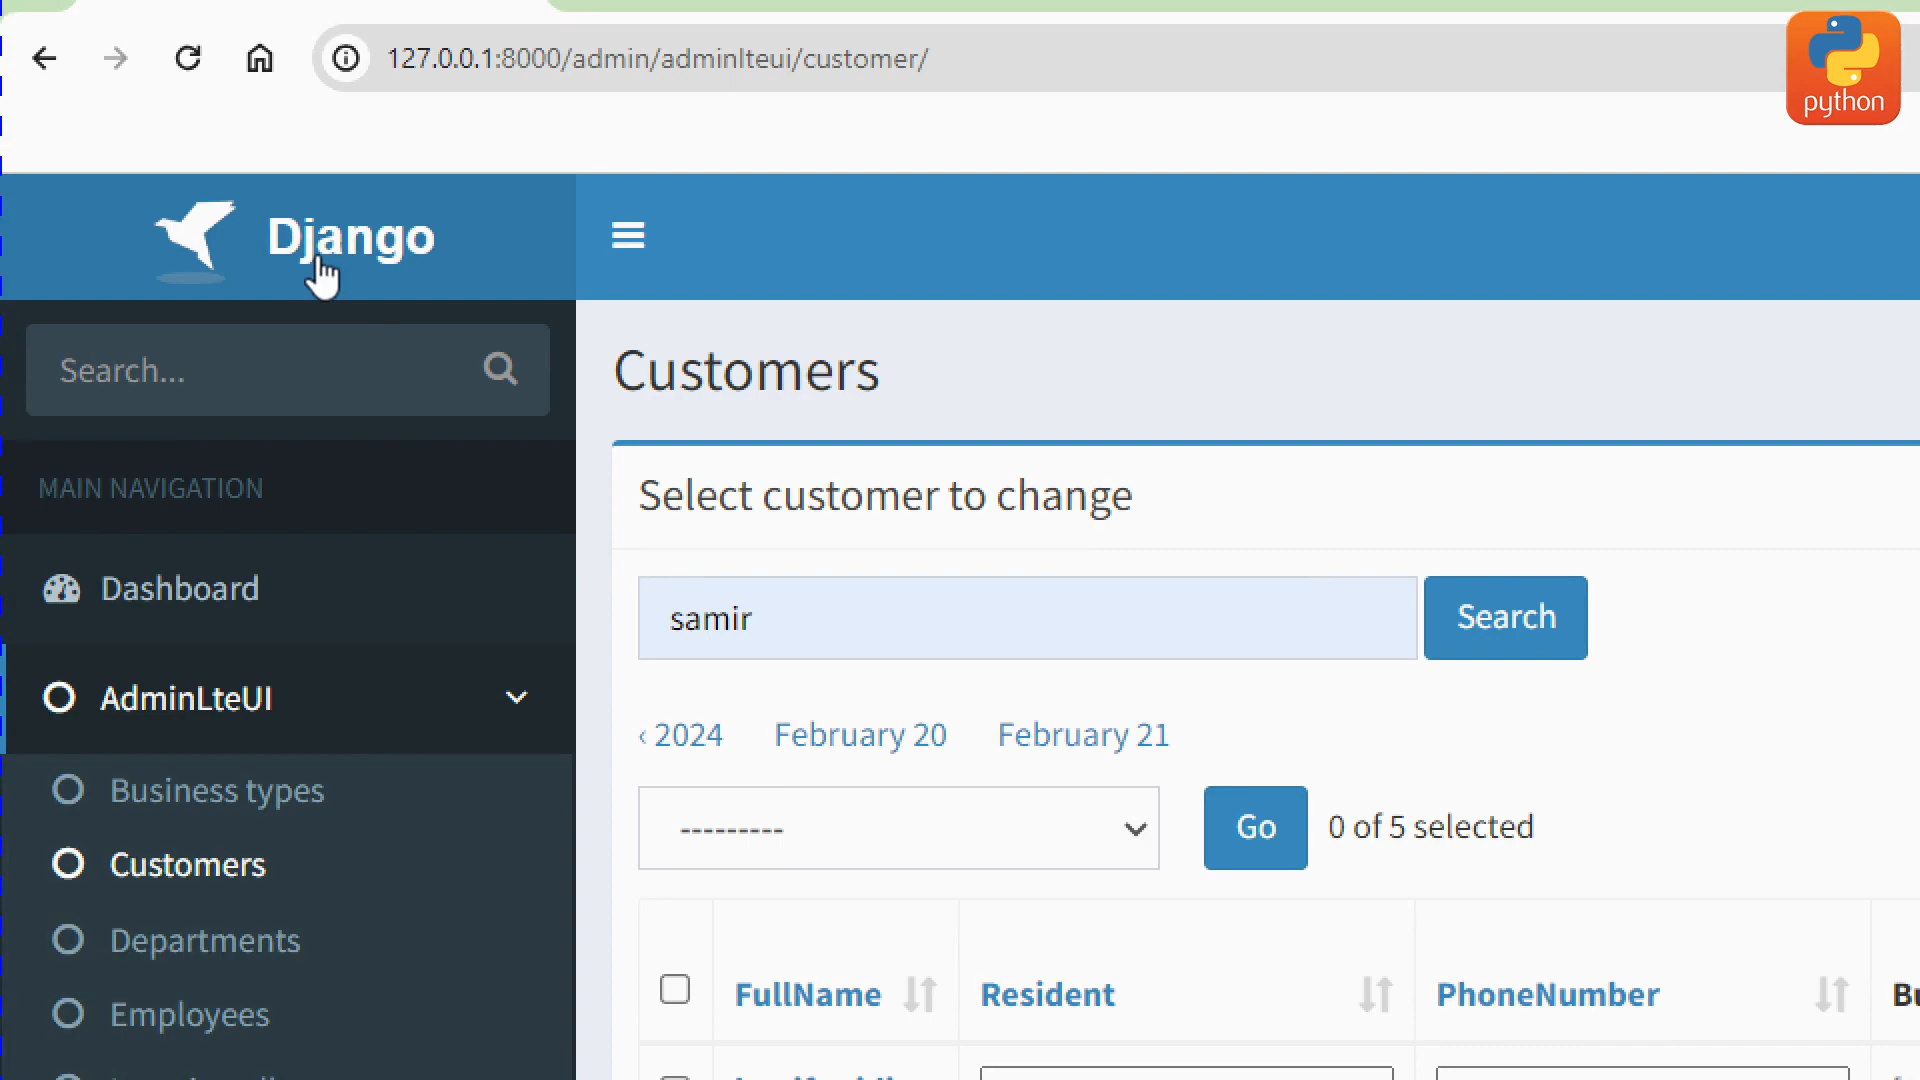 127.0.0.1:8000/admin/adminlteui/customer/
python
Django
Search...
MAIN NAVIGATION
Dashboard
AdminLteUI
Business types
Customers
Departments
Employees
Customers
Select customer to change
samir
Search
‹ 2024 February 20 February 21
---------
Go
0 of 5 selected
FullName Resident PhoneNumber